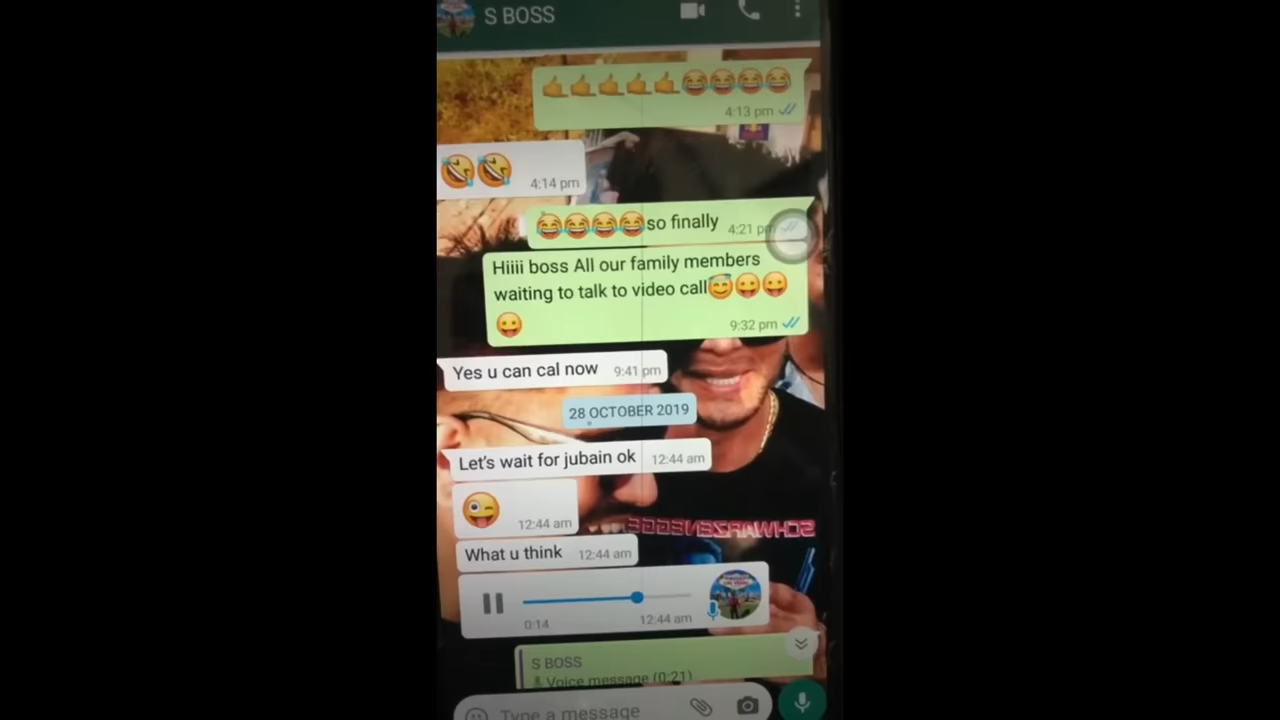 S BOSS
🤙🤙🤙🤙🤙😂😂😂😂
4:13 pm
🤣🤣 4:14 pm
😂😂😂😂so finally 4:21 pm
Hiiii boss All our family members
waiting to talk to video call😇😛😛
😛
9:32 pm
Yes u can cal now 9:41 pm
28 OCTOBER 2019
Let's wait for jubain ok 12:44 am
😜 12:44 am
SCHWARZENEGGE
What u think 12:44 am
0:14 12:44 am
S BOSS
Voice message (0:21)
Type a message